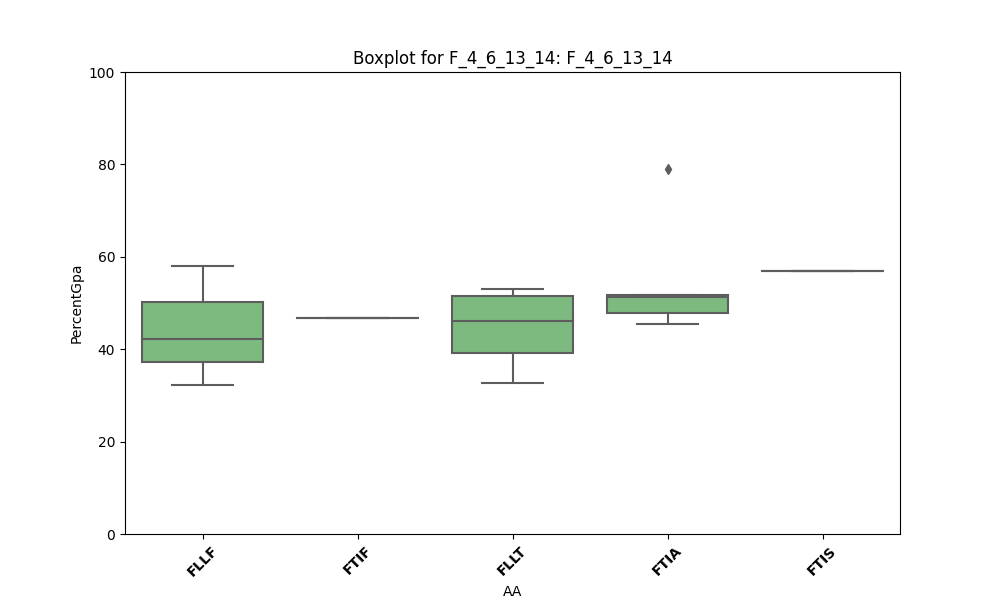 Boxplot for F_4_6_13_14: F_4_6_13_14
100
80
60
40
20
0
PercentGpa
FLLF
FTIF
FLLT
FTIA
FTIS
AA